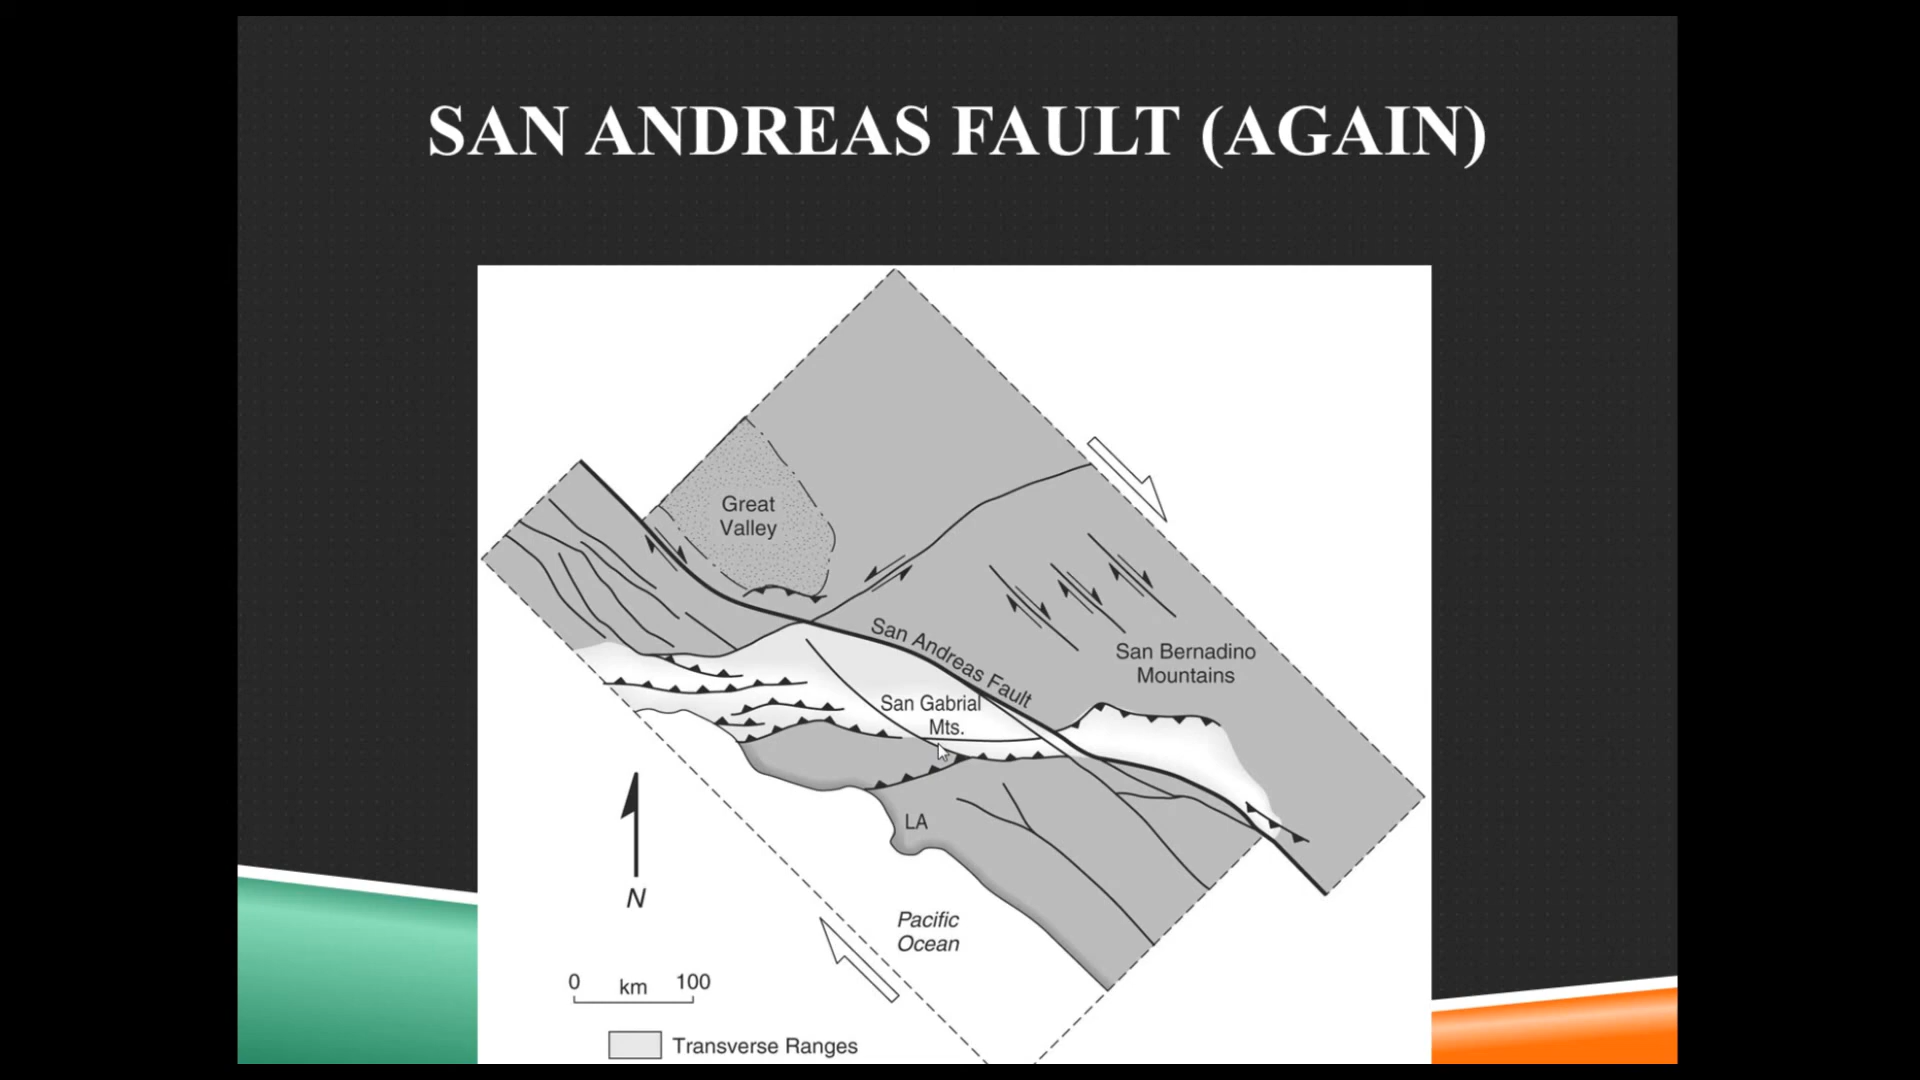 SAN ANDREAS FAULT (AGAIN)
Great
Valley
San Andreas Fault
San Bernadino
Mountains
San Gabrial
Mts.
LA
N
Pacific
Ocean
0 km 100
Transverse Ranges